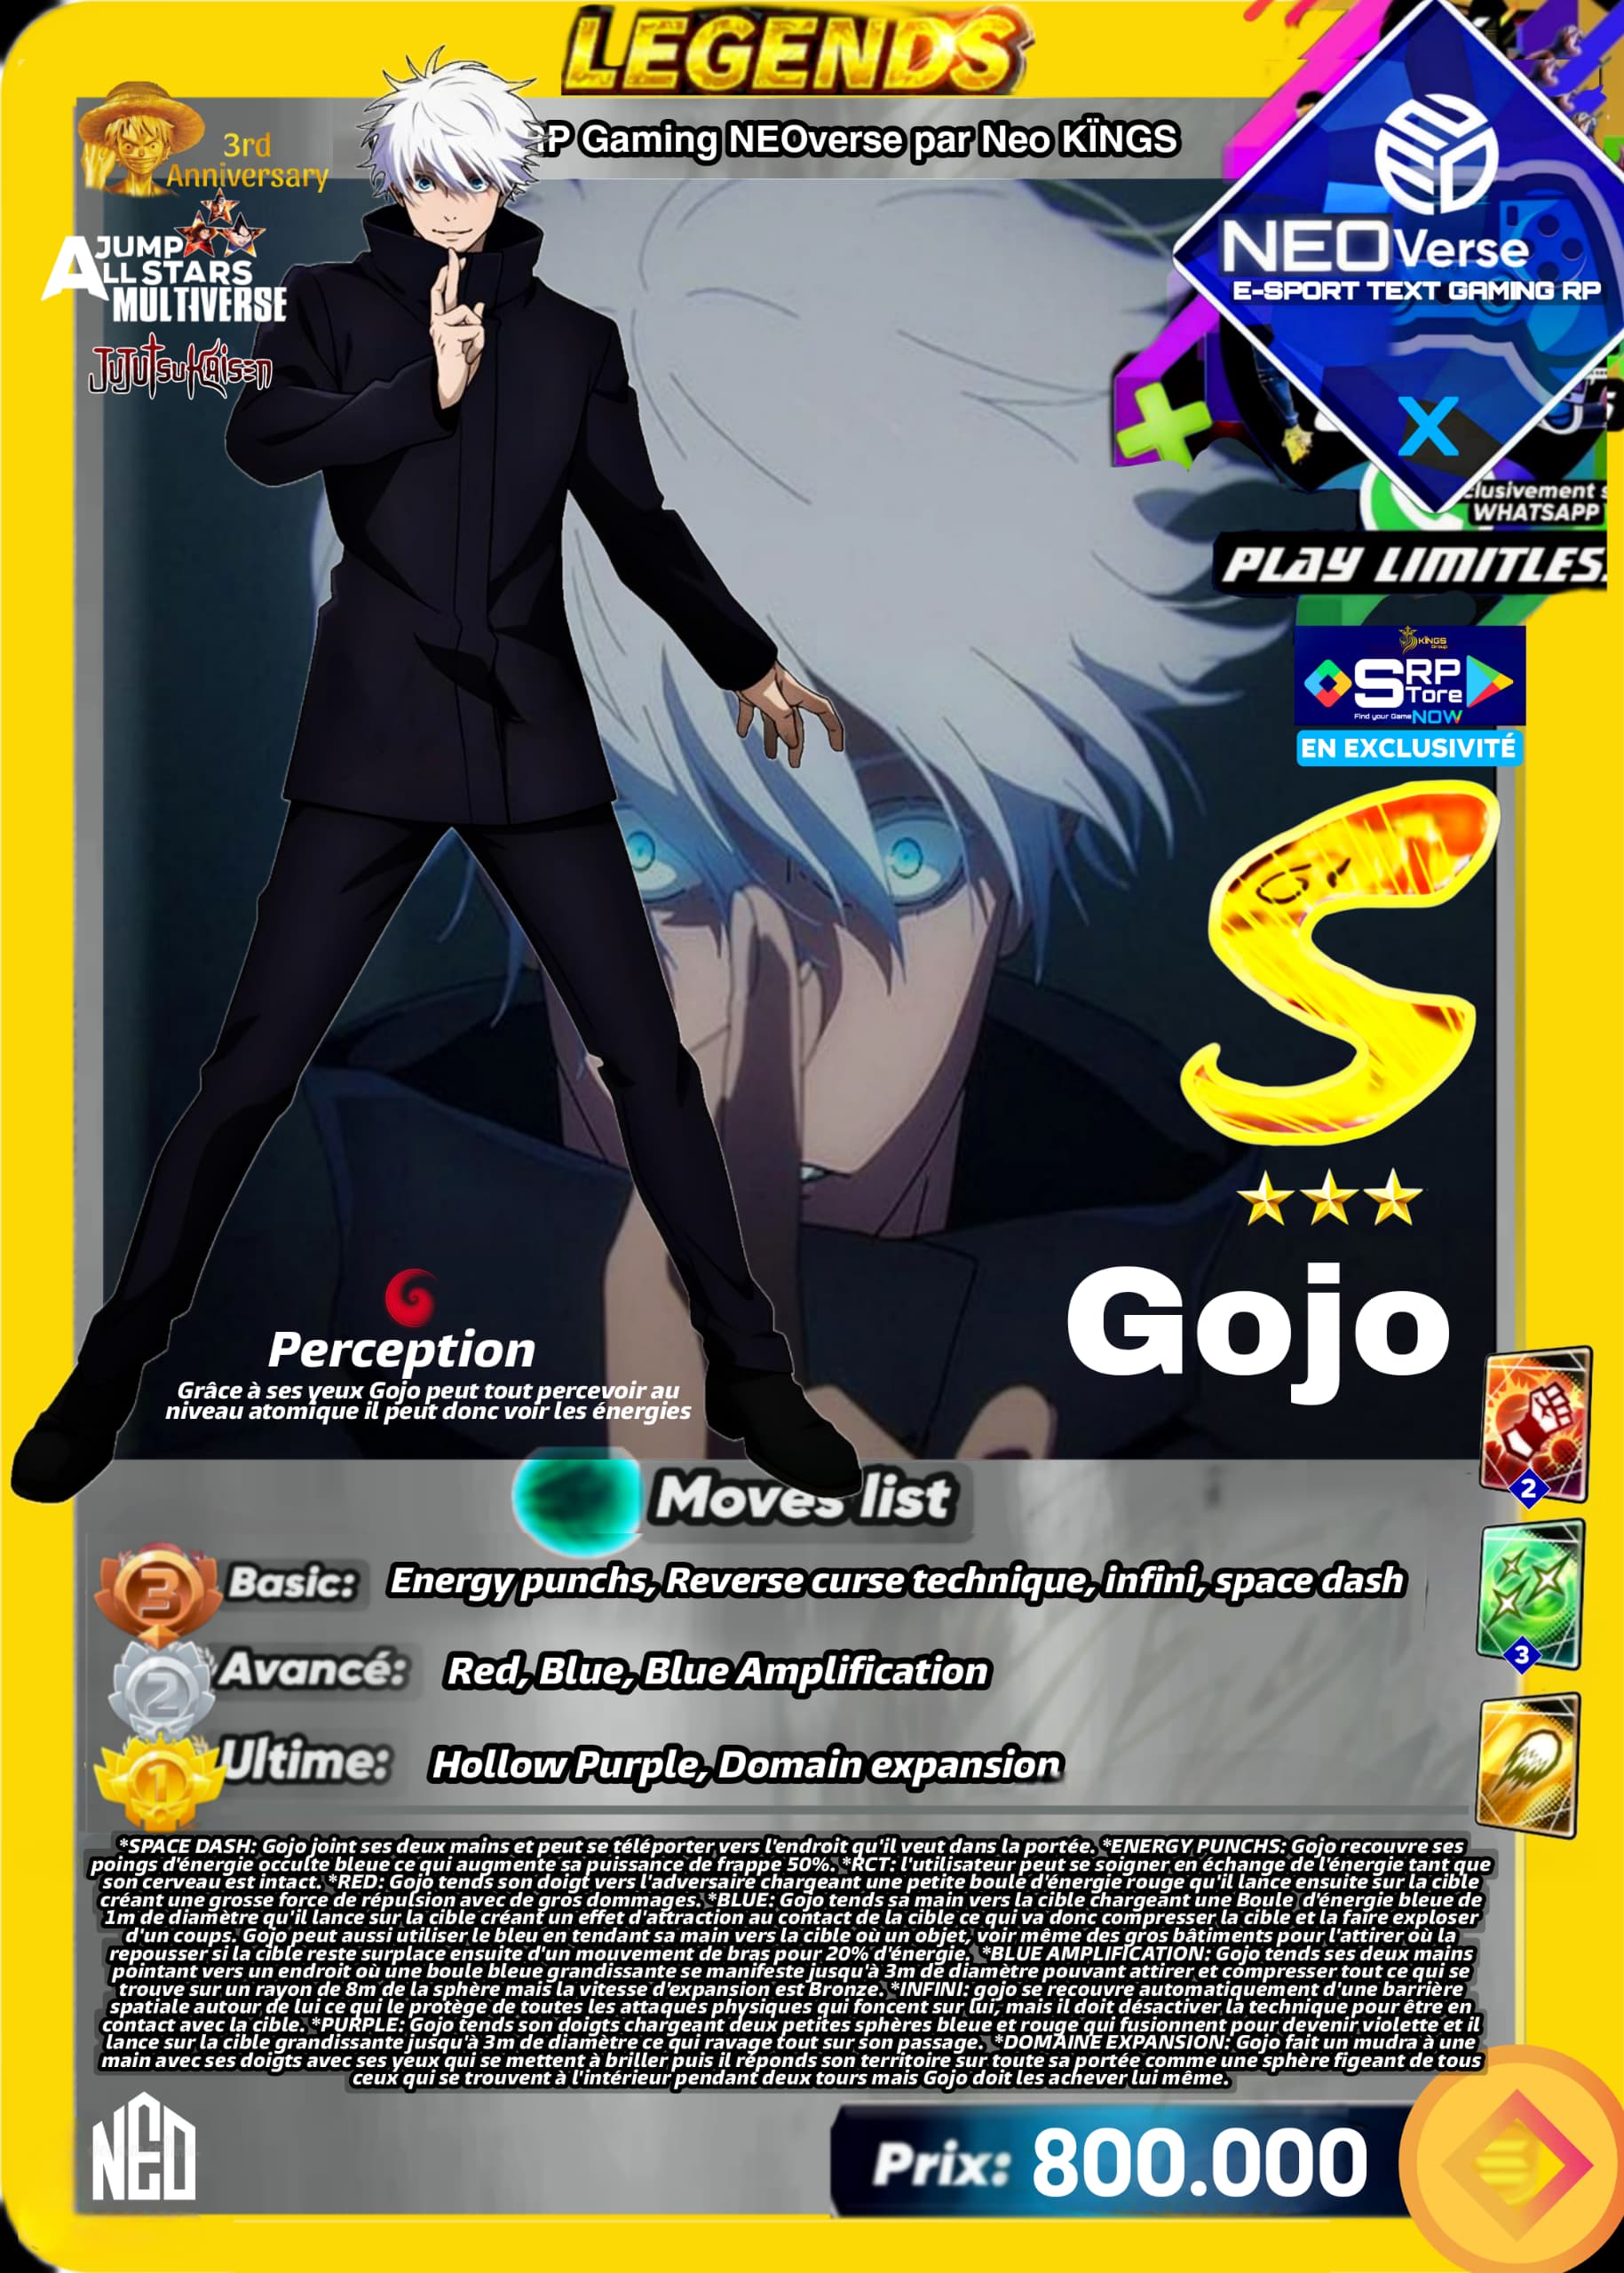 LEGENDS
P Gaming NEOverse par Neo KÏNGS
3rd
Anniversary
JUMP
ALL STARS
MULTIVERSE
JUJUTSU KAISEN
NEOVerse
E-SPORT TEXT GAMING RP
X
clusivement
WHATSAPP
PLAY LIMITLES
KINGS
Group
SRP
Tore
Find your Game NOW
EN EXCLUSIVITÉ
S
Gojo
Perception
Grâce à ses yeux Gojo peut tout percevoir au
niveau atomique il peut donc voir les énergies
2
Moves list
3 Basic: Energy punchs, Reverse curse technique, infini, space dash
3
2 Avancé: Red, Blue, Blue Amplification
1 Ultime: Hollow Purple, Domain expansion
*SPACE DASH: Gojo joint ses deux mains et peut se téléporter vers l'endroit qu'il veut dans la portée. *ENERGY PUNCHS: Gojo recouvre ses
poings d'énergie occulte bleue ce qui augmente sa puissance de frappe 50%. *RCT: l'utilisateur peut se soigner en échange de l'énergie tant que
son cerveau est intact. *RED: Gojo tends son doigt vers l'adversaire chargeant une petite boule d'énergie rouge qu'il lance ensuite sur la cible
créant une grosse force de répulsion avec de gros dommages. *BLUE: Gojo tends sa main vers la cible chargeant une Boule d'énergie bleue de
1m de diamètre qu'il lance sur la cible créant un effet d'attraction au contact de la cible ce qui va donc compresser la cible et la faire exploser
d'un coups. Gojo peut aussi utiliser le bleu en tendant sa main vers la cible où un objet, voir même des gros bâtiments pour l'attirer où la
repousser si la cible reste surplace ensuite d'un mouvement de bras pour 20% d'énergie. *BLUE AMPLIFICATION: Gojo tends ses deux mains
pointant vers un endroit où une boule bleue grandissante se manifeste jusqu'à 3m de diamètre pouvant attirer et compresser tout ce qui se
trouve sur un rayon de 8m de la sphère mais la vitesse d'expansion est Bronze. *INFINI: gojo se recouvre automatiquement d'une barrière
spatiale autour de lui ce qui le protège de toutes les attaques physiques qui foncent sur lui, mais il doit désactiver la technique pour être en
contact avec la cible. *PURPLE: Gojo tends son doigts chargeant deux petites sphères bleue et rouge qui fusionnent pour devenir violette et il
lance sur la cible grandissante jusqu'à 3m de diamètre ce qui ravage tout sur son passage. *DOMAINE EXPANSION: Gojo fait un mudra à une
main avec ses doigts avec ses yeux qui se mettent à briller puis il réponds son territoire sur toute sa portée comme une sphère figeant de tous
ceux qui se trouvent à l'intérieur pendant deux tours mais Gojo doit les achever lui même.
NEO
Prix: 800.000